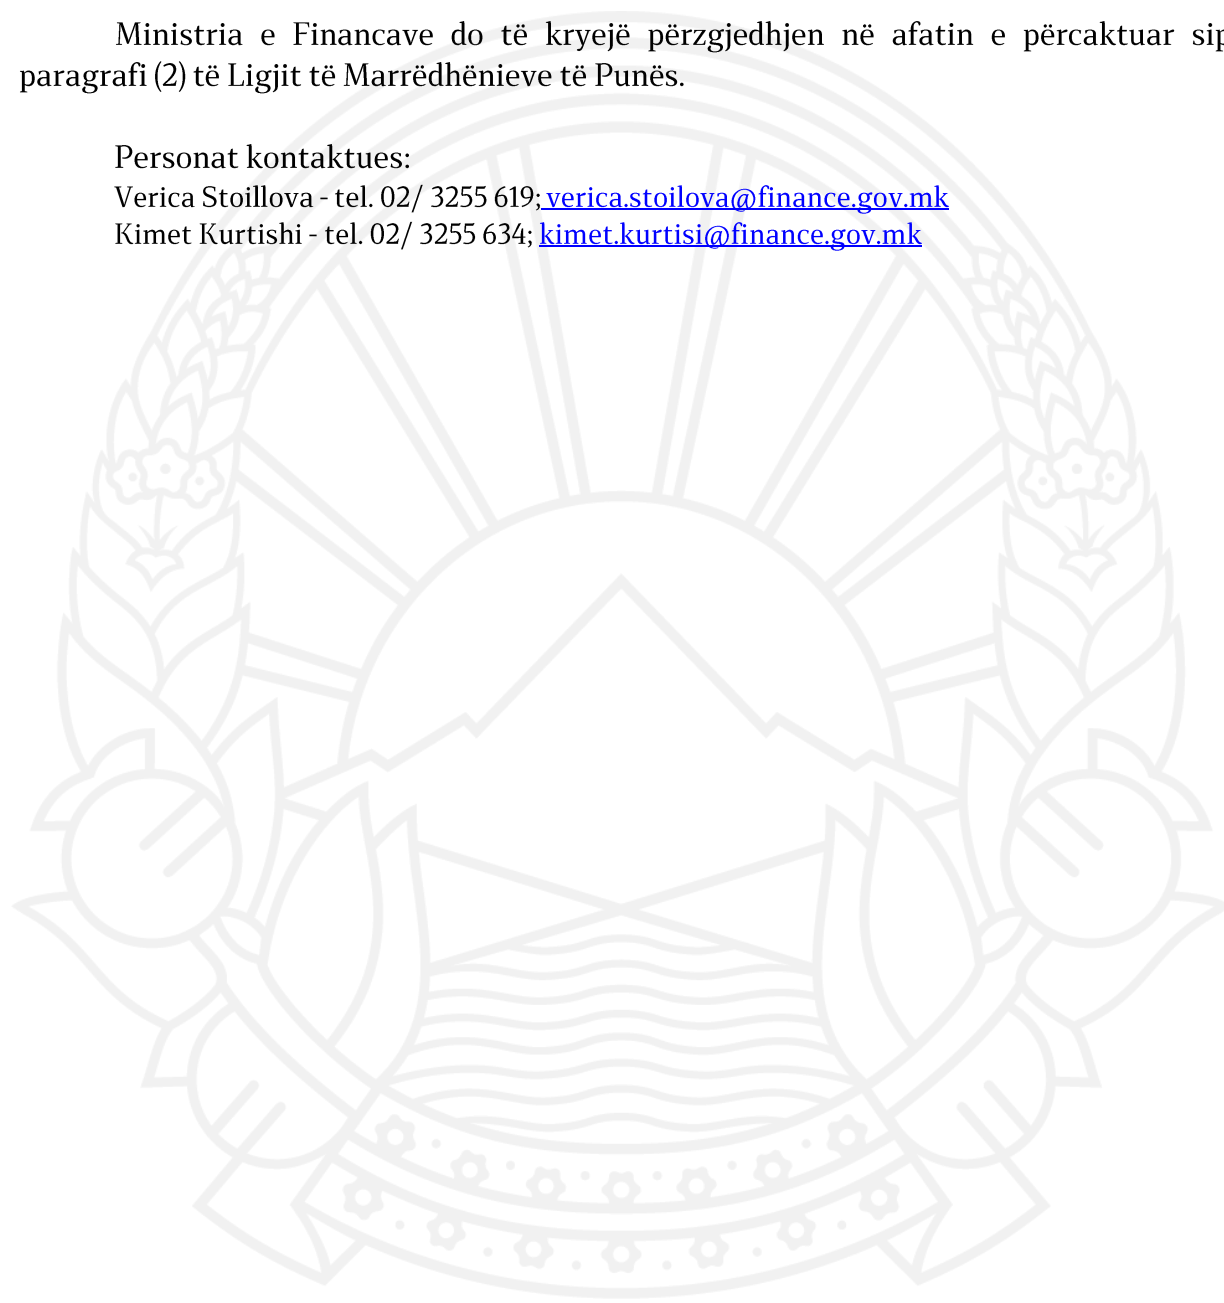 Ministria e Financave do të kryejë përzgjedhjen në afatin e përcaktuar
paragrafi (2) të Ligjit të Marrëdhënieve të Punës.
Personat kontaktues:
Verica Stoillova - tel. 02/ 3255 619; verica.stoilova@finance.gov.mk
Kimet Kurtishi - tel. 02/ 3255 634; kimet.kurtisi@finance.gov.mk